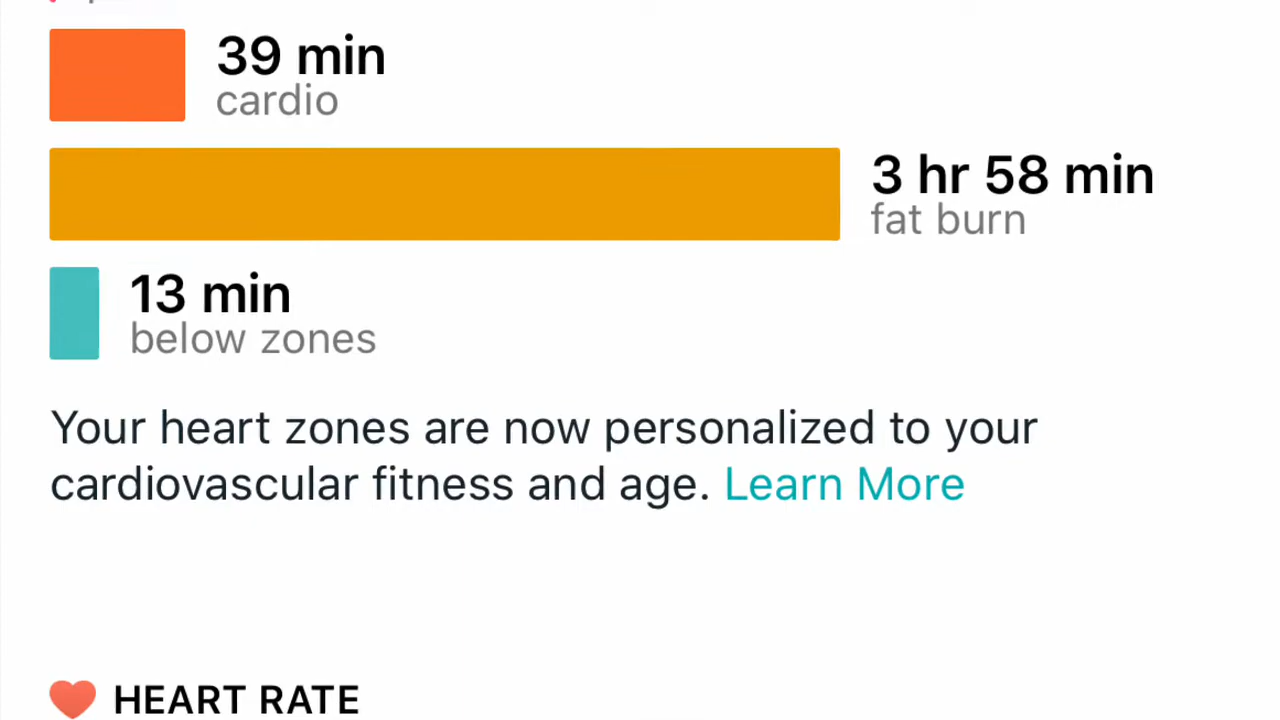 39 min
cardio
3 hr 58 min
fat burn
13 min
below zones
Your heart zones are now personalized to your
cardiovascular fitness and age. Learn More
HEART RATE